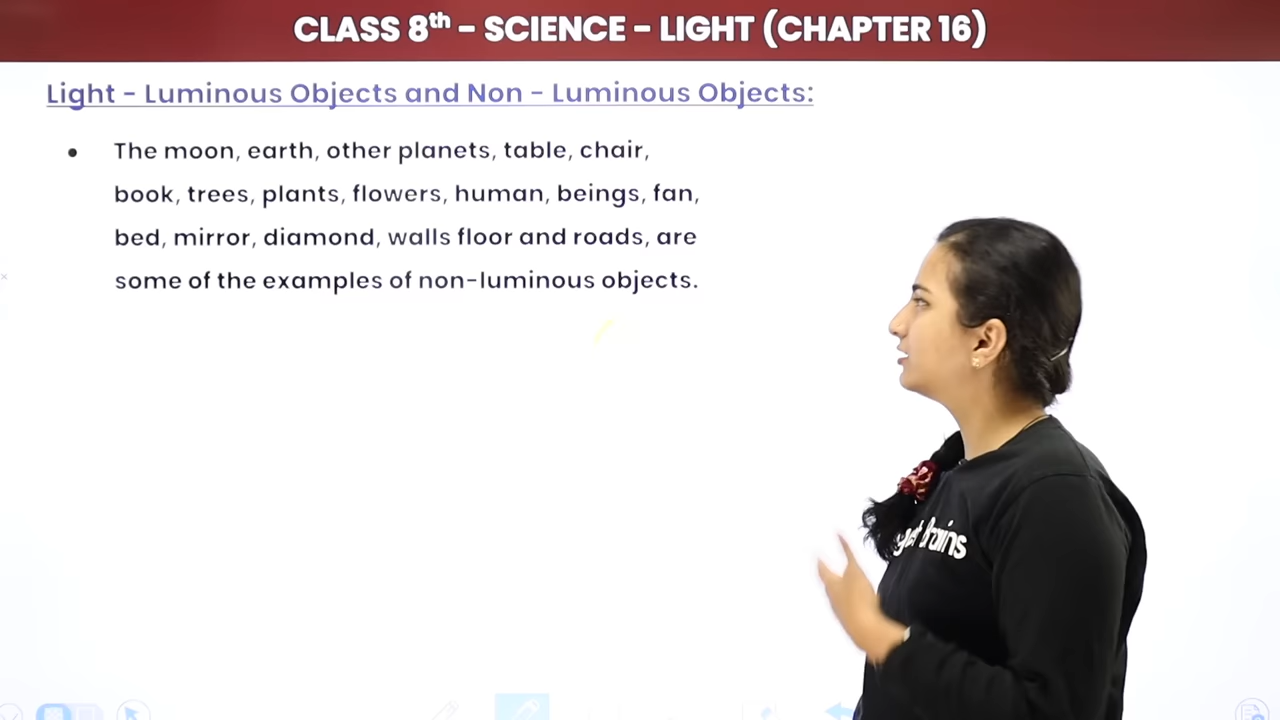 CLASS 8th - SCIENCE - LIGHT (CHAPTER 16)
Light - Luminous Objects and Non - Luminous Objects:
• The moon, earth, other planets, table, chair,
book, trees, plants, flowers, human, beings, fan,
bed, mirror, diamond, walls floor and roads, are
some of the examples of non-luminous objects.